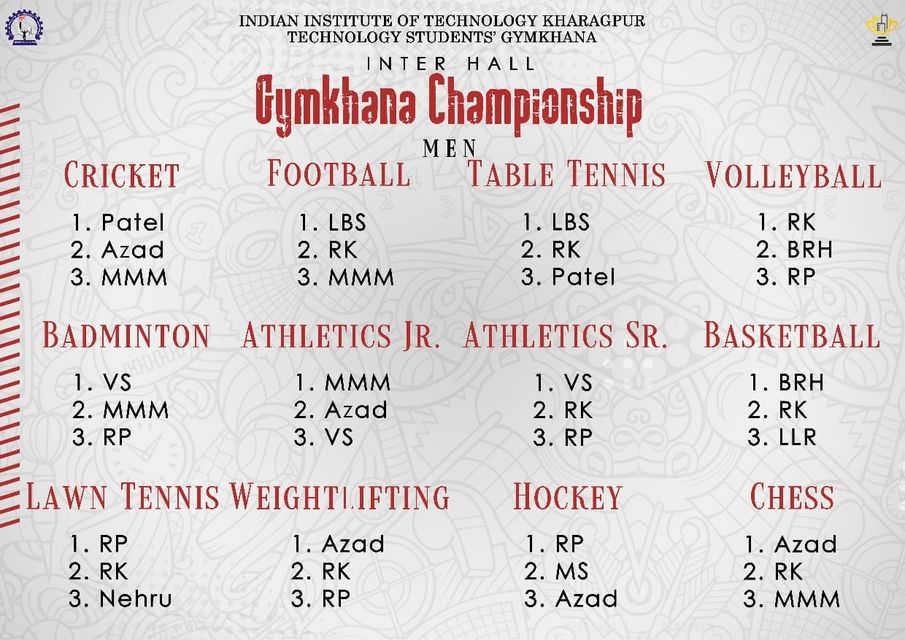 INDIAN INSTITUTE OF TECHNOLOGY KHARAGPUR
TECHNOLOGY STUDENTS' GYMKHANA
INTER HALL
Gymkhana Championship
MEN
CRICKET
1. Patel
2. Azad
3. MMM
FOOTBALL
1. LBS
2. RK
3. MMM
TABLE TENNIS
1. LBS
2. RK
3. Patel
VOLLEYBALL
1. RK
2. BRH
3. RP
BADMINTON
1. VS
2. MMM
3. RP
ATHLETICS JR.
1. MMM
2. Azad
3. VS
ATHLETICS SR.
1. VS
2. RK
3. RP
BASKETBALL
1. BRH
2. RK
3. LLR
LAWN TENNIS
1. RP
2. RK
3. Nehru
WEIGHTLIFTING
1. Azad
2. RK
3. RP
HOCKEY
1. RP
2. MS
3. Azad
CHESS
1. Azad
2. RK
3. MMM